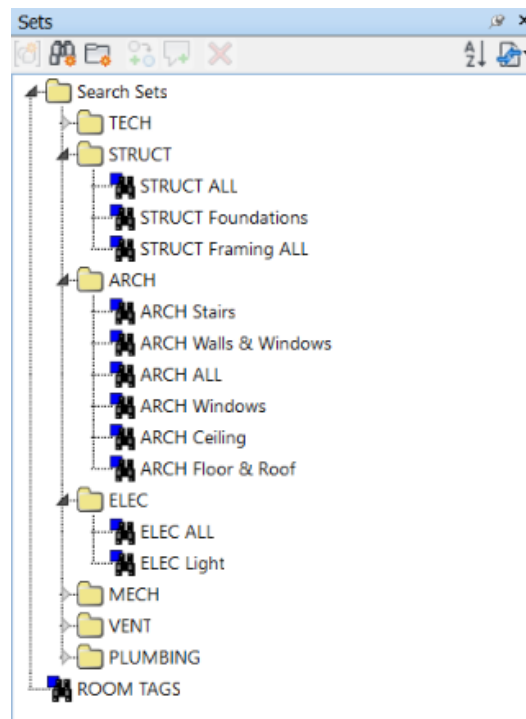 Sets
A
Z
Search Sets
TECH
STRUCT
STRUCT ALL
STRUCT Foundations
STRUCT Framing ALL
ARCH
ARCH Stairs
ARCH Walls & Windows
ARCH ALL
ARCH Windows
ARCH Ceiling
ARCH Floor & Roof
ELEC
ELEC ALL
ELEC Light
MECH
VENT
PLUMBING
ROOM TAGS